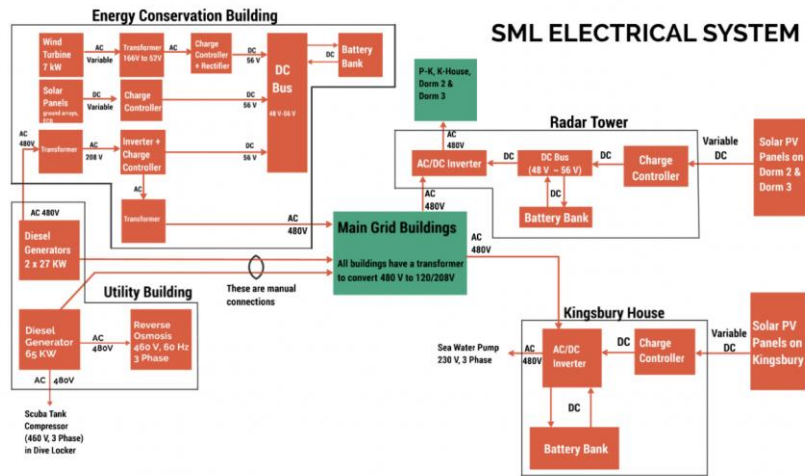 Energy Conservation Building
SML ELECTRICAL SYSTEM
Wind
Turbine
7 kW
AC
Variable
Transformer
166V to 52V
AC
Charge
Controller
+ Rectifier
DC
56 V
DC
Bus
48 V-56 V
DC
Battery
Bank
Solar
Panels
ground arrays,
ECB
DC
Variable
Charge
Controller
DC
56 V
AC
480V
Transformer
AC
208 V
Inverter +
Charge
Controller
DC
56 V
AC
Transformer
AC
480V
P-K, K-House,
Dorm 2 &
Dorm 3
AC
480V
Radar Tower
AC/DC Inverter
DC
DC Bus
(48 V ~ 56 V)
DC
Charge
Controller
Variable
DC
Solar PV
Panels on
Dorm 2 &
Dorm 3
DC
Battery Bank
AC
480V
AC 480V
Diesel
Generators
2 x 27 KW
Main Grid Buildings
All buildings have a transformer
to convert 480 V to 120/208V
AC
480V
These are manual
connections
Utility Building
Diesel
Generator
65 KW
AC
480V
Reverse
Osmosis
460 V, 60 Hz
3 Phase
AC 480V
Scuba Tank
Compressor
(460 V, 3 Phase)
in Dive Locker
Kingsbury House
Sea Water Pump
230 V, 3 Phase
AC
480V
AC/DC
Inverter
DC
Charge
Controller
Variable
DC
Solar PV
Panels on
Kingsbury
DC
Battery Bank